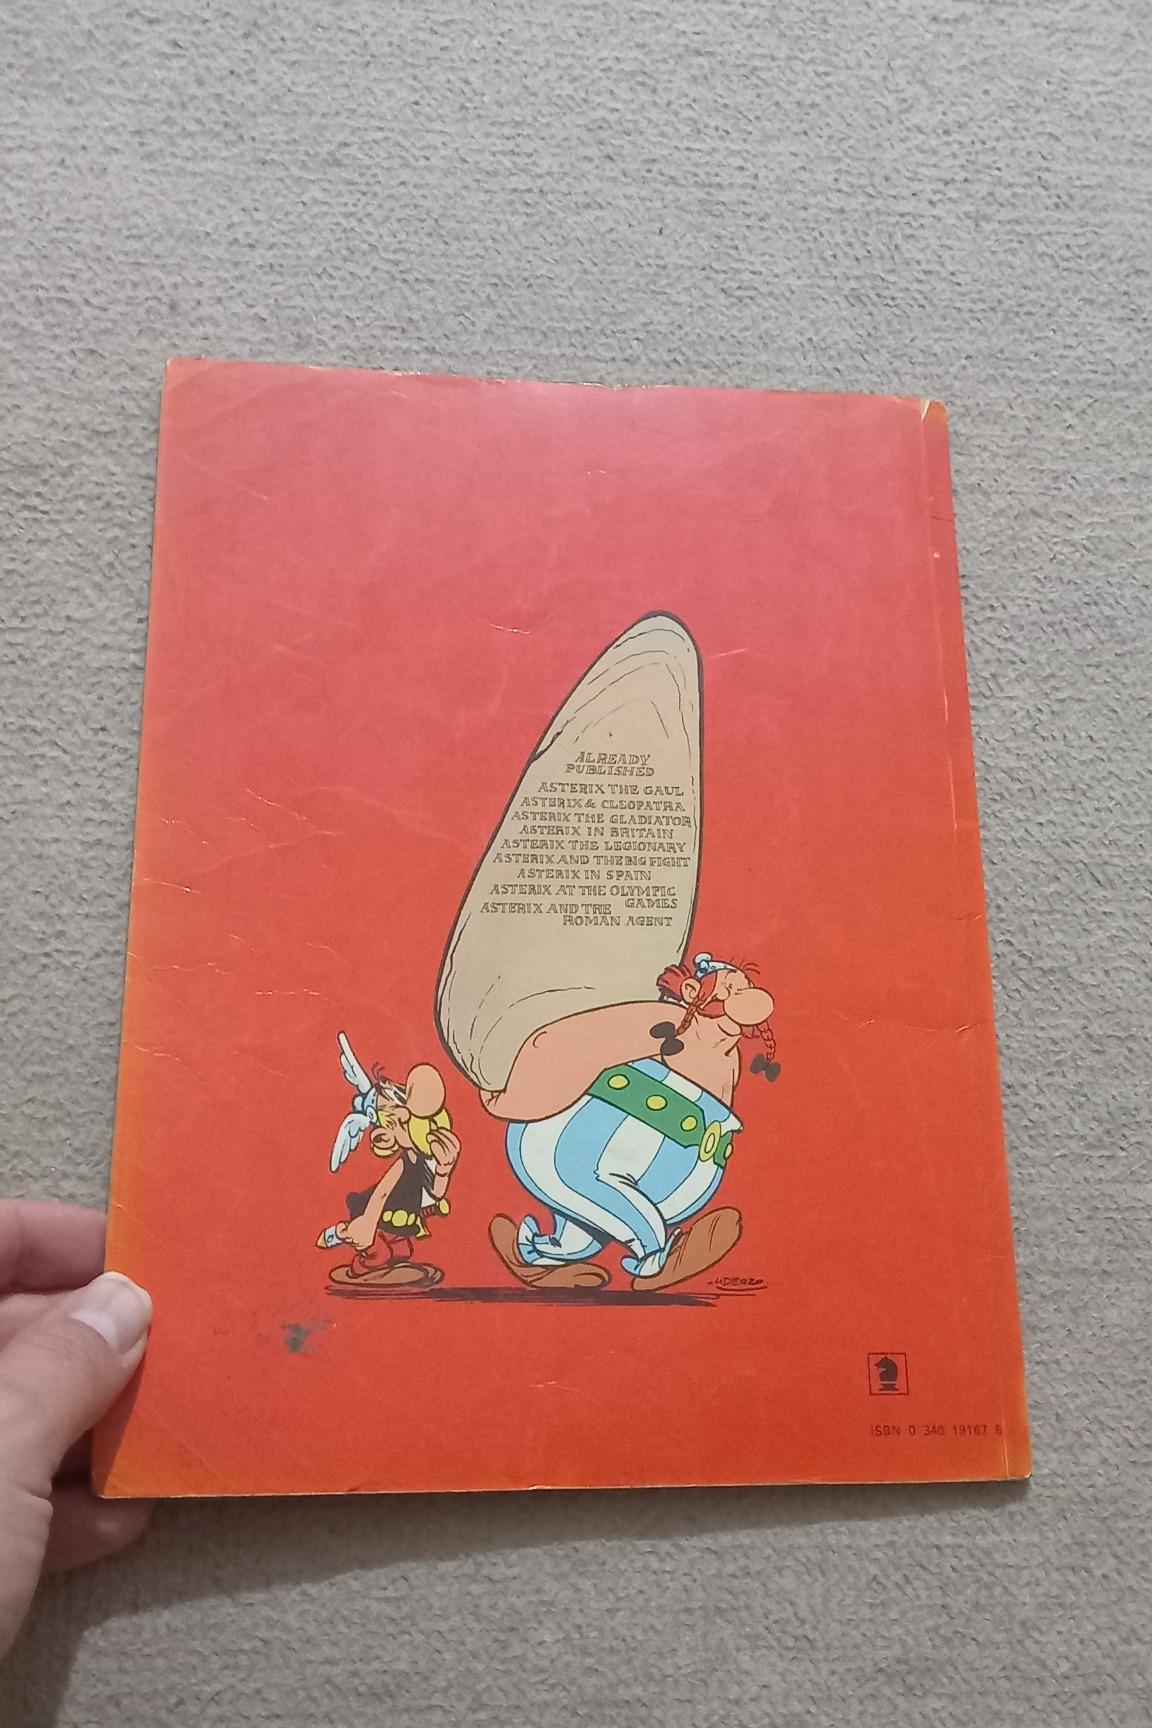 ALREADY
PUBLISHED
ASTERIX THE GAUL
ASTERIX & CLEOPATRA
ASTERIX THE GLADIATOR
ASTERIX IN BRITAIN
ASTERIX THE LEGIONARY
ASTERIX AND THE BIG FIGHT
ASTERIX IN SPAIN
ASTERIX AT THE OLYMPIC
GAMES
ASTERIX AND THE
ROMAN AGENT
UDERZO
ISBN 0 340 19167 8